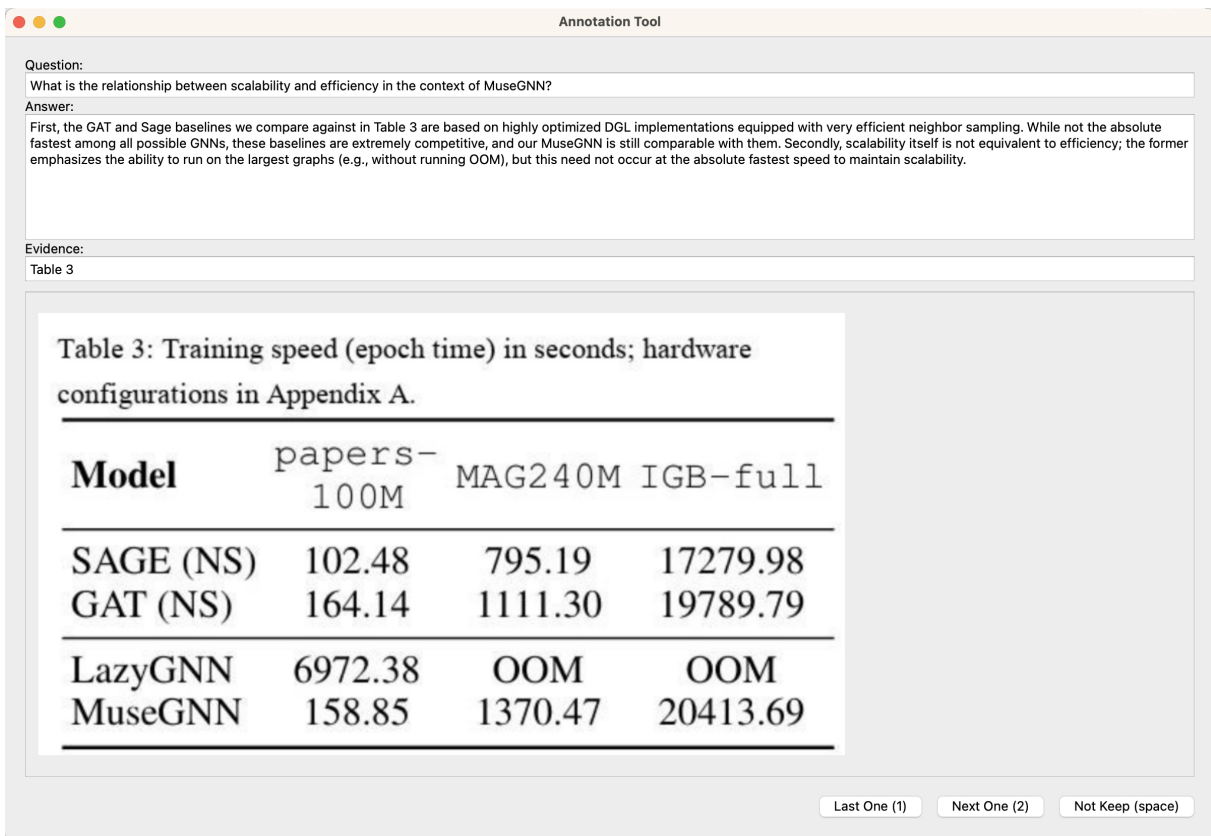 Annotation Tool
Question:
What is the relationship between scalability and efficiency in the context of MuseGNN?
Answer:
First, the GAT and Sage baselines we compare against in Table 3 are based on highly optimized DGL implementations equipped with very efficient neighbor sampling. While not the absolute
fastest among all possible GNNs, these baselines are extremely competitive, and our MuseGNN is still comparable with them. Secondly, scalability itself is not equivalent to efficiency; the former
emphasizes the ability to run on the largest graphs (e.g., without running OOM), but this need not occur at the absolute fastest speed to maintain scalability.
Evidence:
Table 3
Table 3: Training speed (epoch time) in seconds; hardware
configurations in Appendix A.
Model papers-100M MAG240M IGB-full
SAGE (NS) 102.48 795.19 17279.98
GAT (NS) 164.14 1111.30 19789.79
LazyGNN 6972.38 OOM OOM
MuseGNN 158.85 1370.47 20413.69
Last One (1) Next One (2) Not Keep (space)